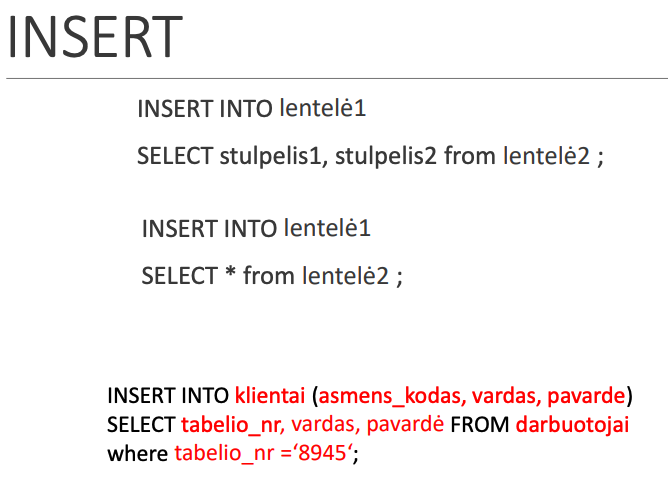 INSERT
INSERT INTO lentelė1
SELECT stulpelis1, stulpelis2 from lentelė2 ;
INSERT INTO lentelė1
SELECT * from lentelė2 ;
INSERT INTO klientai (asmens_kodas, vardas, pavarde)
SELECT tabelio_nr, vardas, pavardė FROM darbuotojai
where tabelio_nr =‘8945‘;